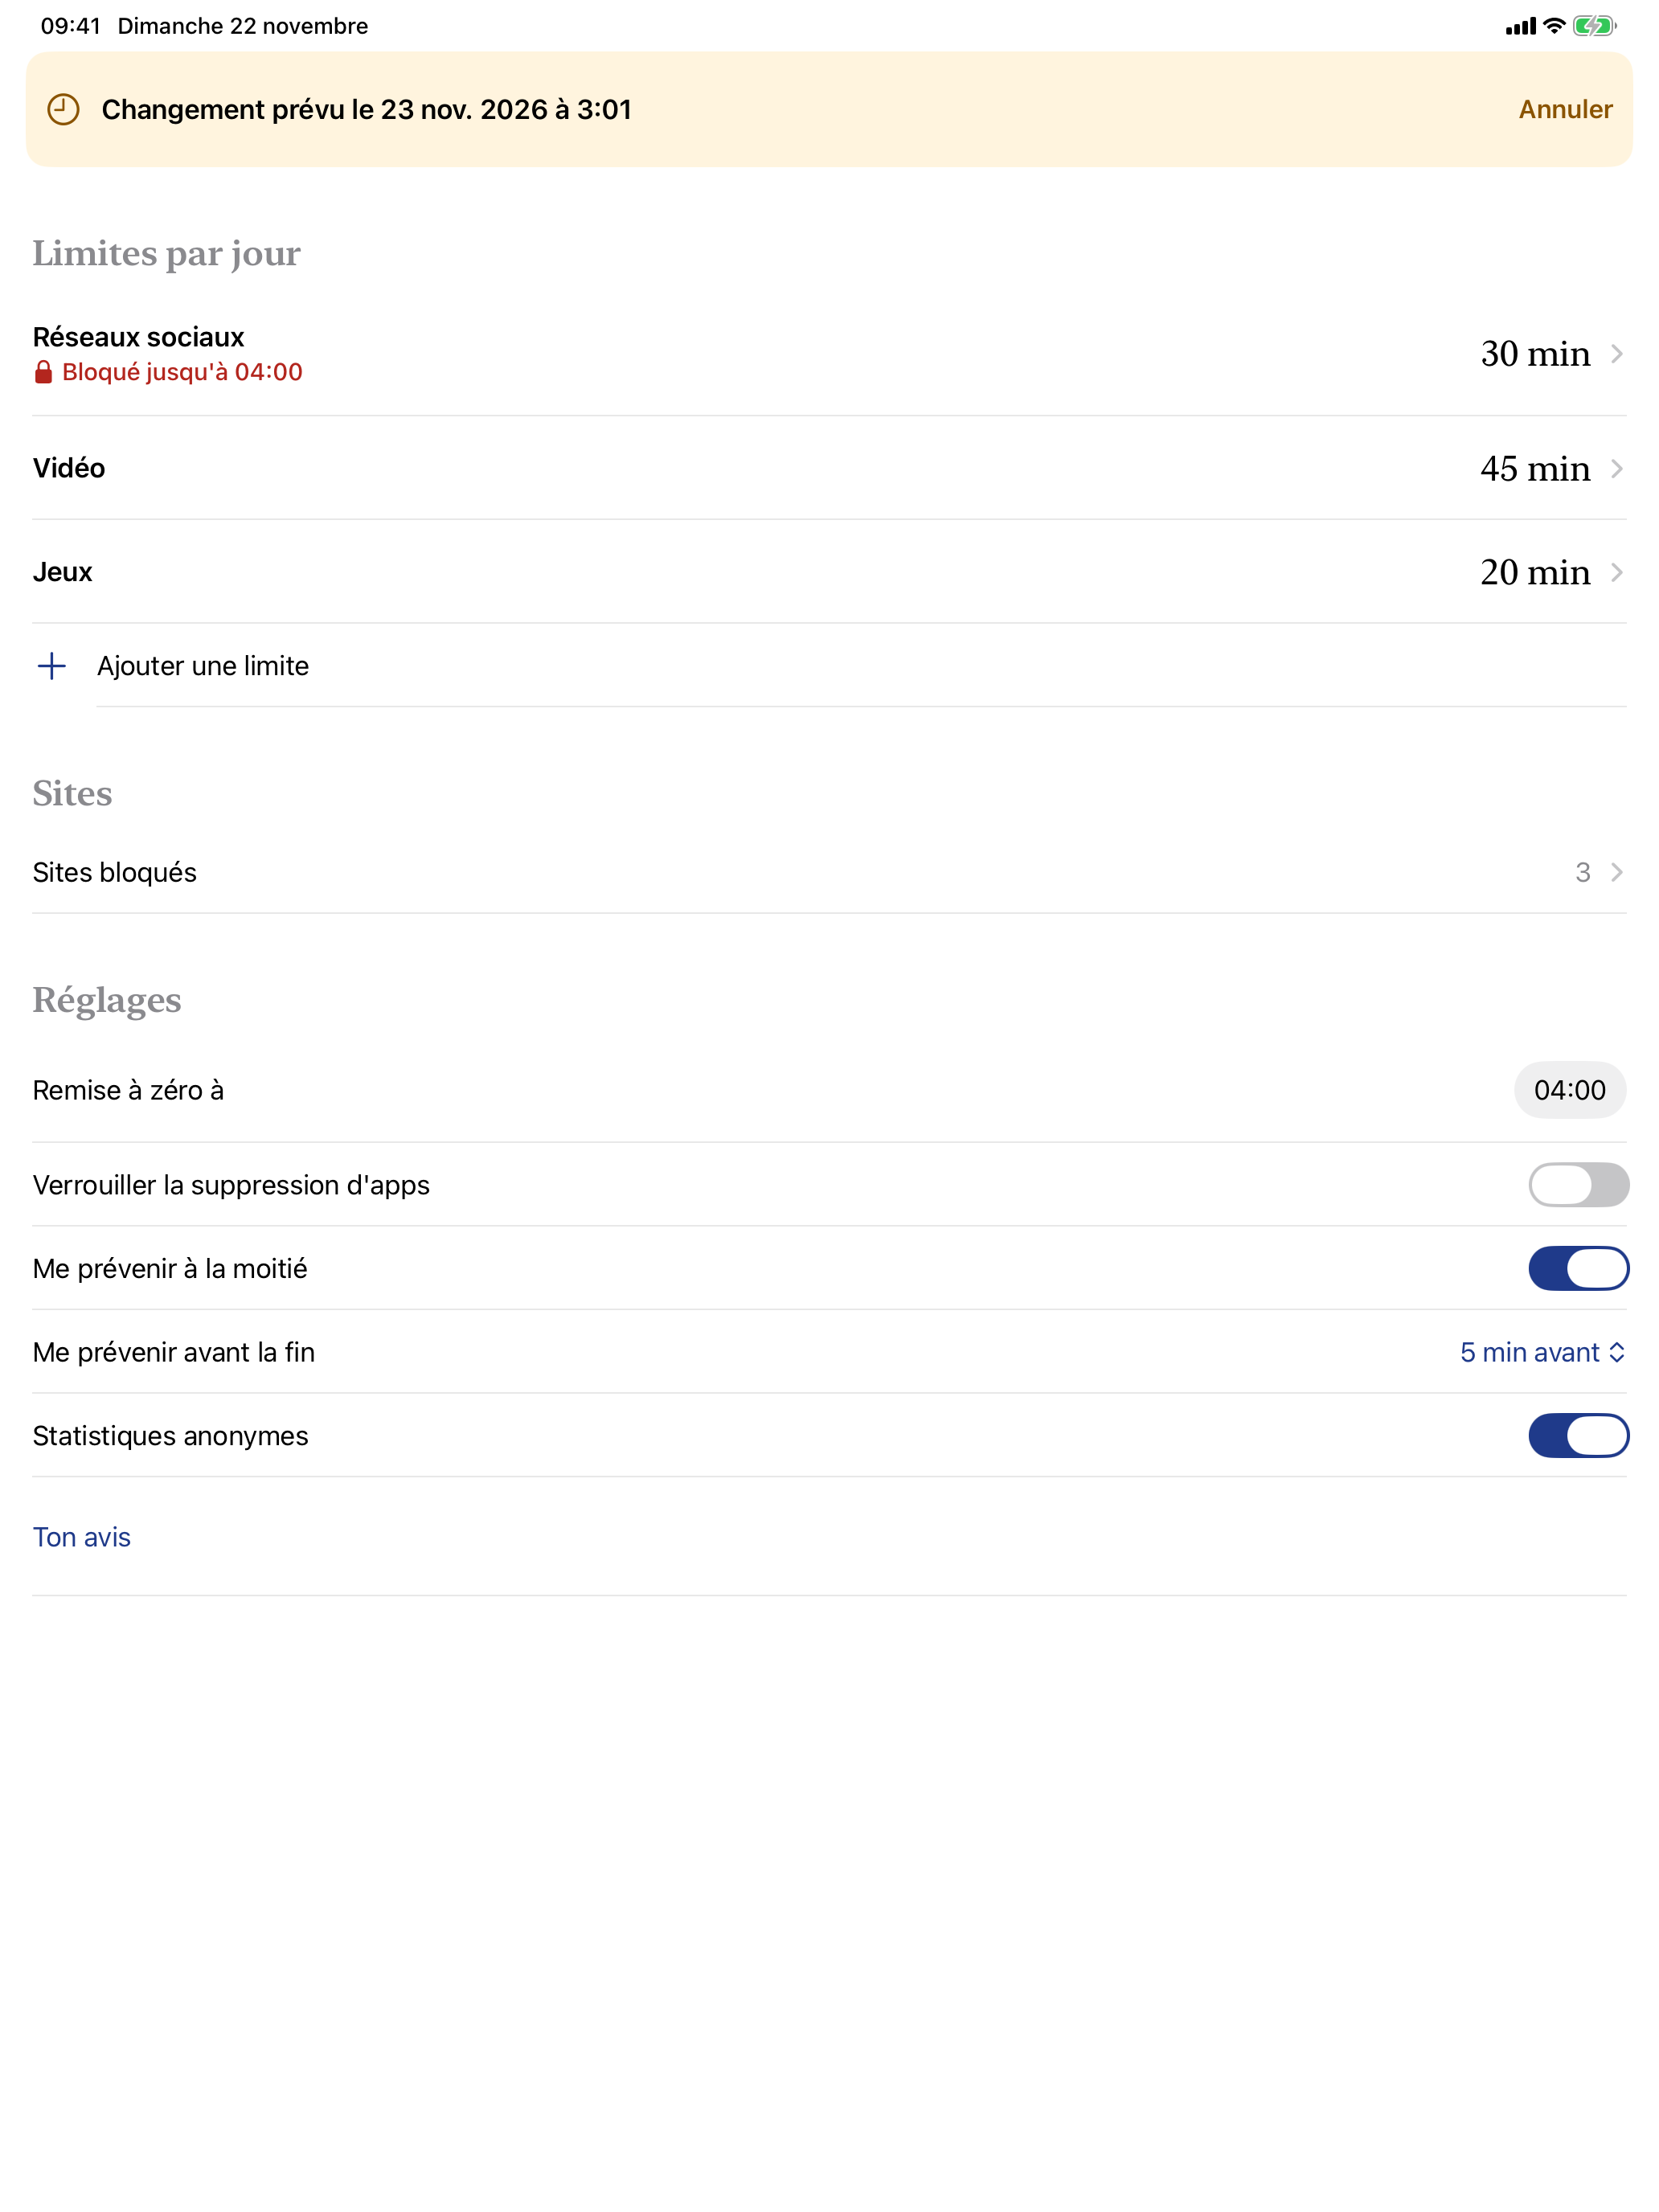 09:41 Dimanche 22 novembre
Changement prévu le 23 nov. 2026 à 3:01
Annuler
Limites par jour
Réseaux sociaux
Bloqué jusqu'à 04:00
30 min
Vidéo
45 min
Jeux
20 min
Ajouter une limite
Sites
Sites bloqués
3
Réglages
Remise à zéro à
04:00
Verrouiller la suppression d'apps
Me prévenir à la moitié
Me prévenir avant la fin
5 min avant
Statistiques anonymes
Ton avis